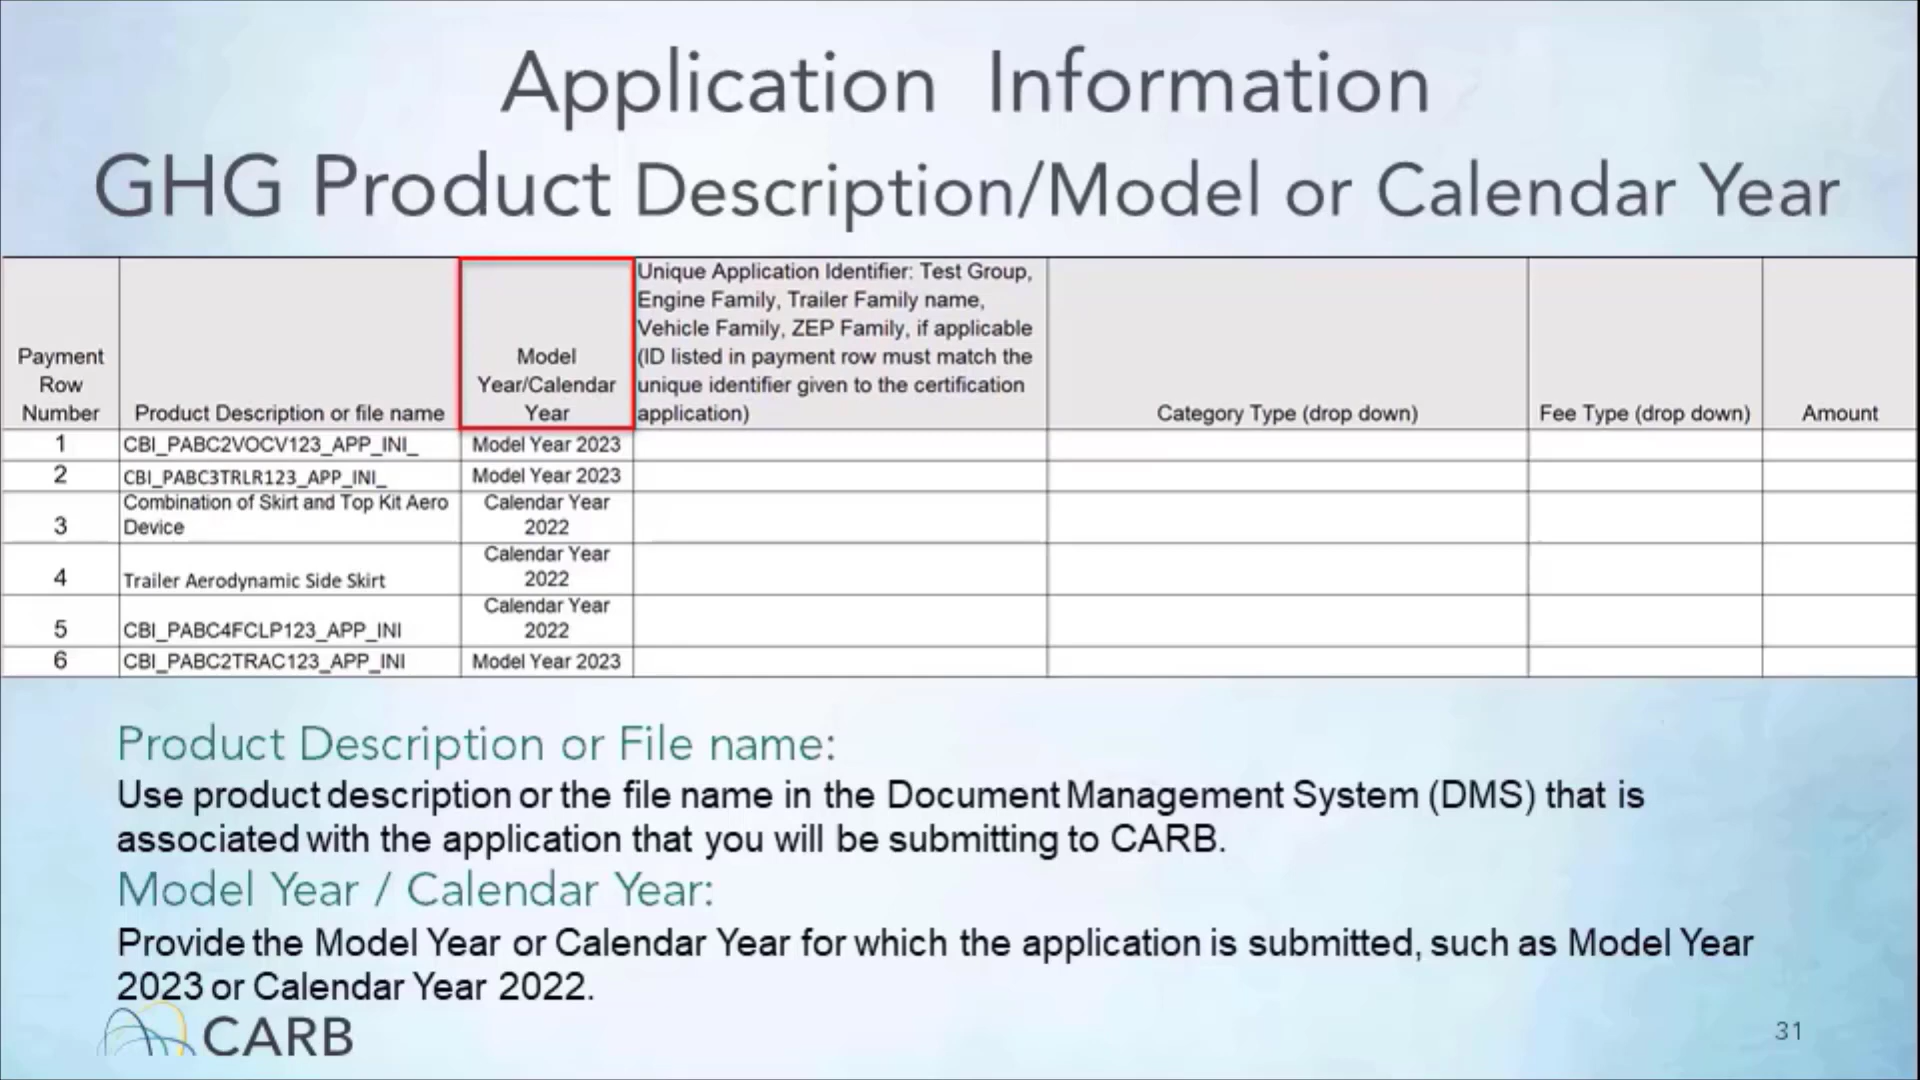 Application Information
GHG Product Description/Model or Calendar Year
Payment Row Number
Product Description or file name
Model Year/Calendar Year
Unique Application Identifier: Test Group,
Engine Family, Trailer Family name,
Vehicle Family, ZEP Family, if applicable
(ID listed in payment row must match the
unique identifier given to the certification
application)
Category Type (drop down)
Fee Type (drop down)
Amount
1 CBI_PABC2VOCV123_APP_INI_ Model Year 2023
2 CBI_PABC3TRLR123_APP_INI_ Model Year 2023
3 Combination of Skirt and Top Kit Aero Device Calendar Year 2022
4 Trailer Aerodynamic Side Skirt Calendar Year 2022
5 CBI_PABC4FCLP123_APP_INI Calendar Year 2022
6 CBI_PABC2TRAC123_APP_INI Model Year 2023
Product Description or File name:
Use product description or the file name in the Document Management System (DMS) that is
associated with the application that you will be submitting to CARB.
Model Year / Calendar Year:
Provide the Model Year or Calendar Year for which the application is submitted, such as Model Year
2023 or Calendar Year 2022.
CARB
31